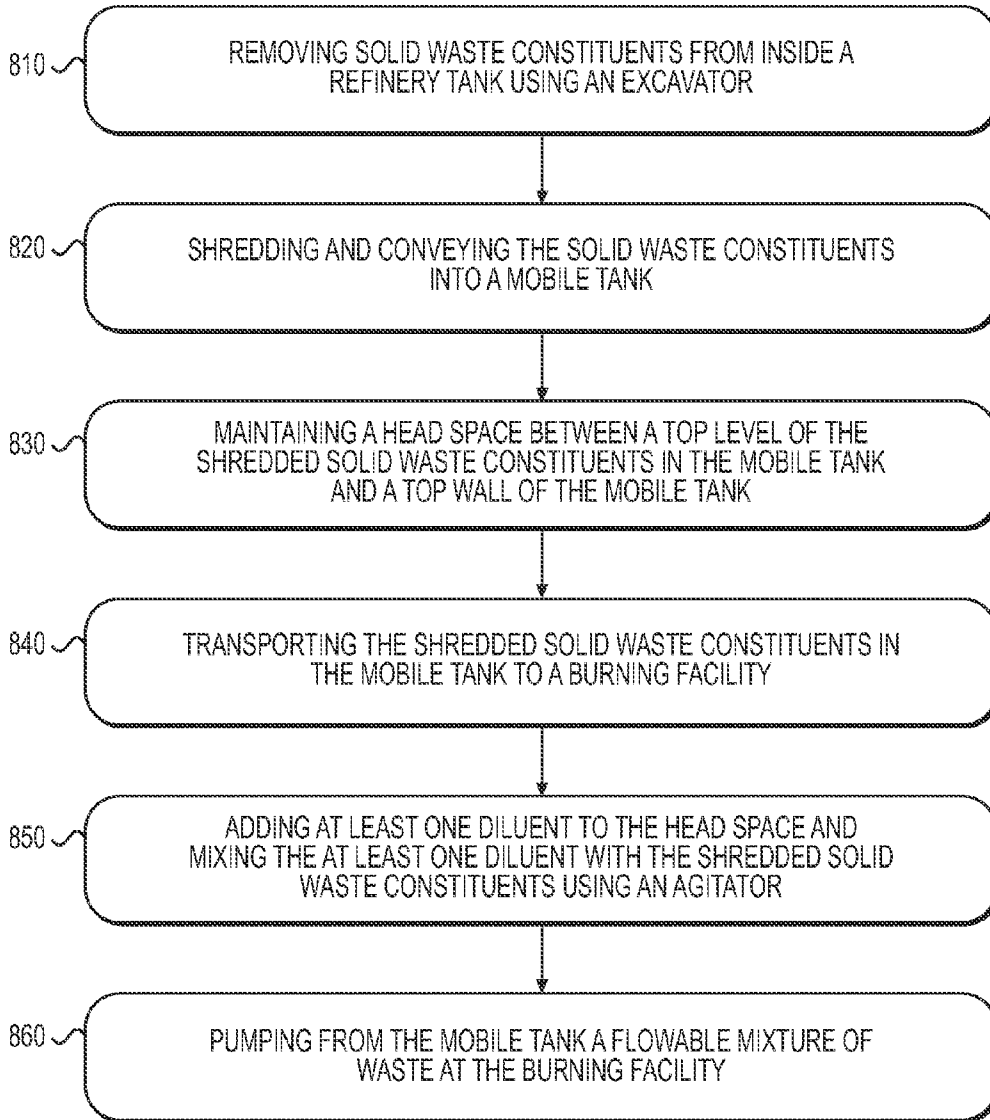 810
REMOVING SOLID WASTE CONSTITUENTS FROM INSIDE A
REFINERY TANK USING AN EXCAVATOR
820
SHREDDING AND CONVEYING THE SOLID WASTE CONSTITUENTS
INTO A MOBILE TANK
830
MAINTAINING A HEAD SPACE BETWEEN A TOP LEVEL OF THE
SHREDDED SOLID WASTE CONSTITUENTS IN THE MOBILE TANK
AND A TOP WALL OF THE MOBILE TANK
840
TRANSPORTING THE SHREDDED SOLID WASTE CONSTITUENTS IN
THE MOBILE TANK TO A BURNING FACILITY
850
ADDING AT LEAST ONE DILUENT TO THE HEAD SPACE AND
MIXING THE AT LEAST ONE DILUENT WITH THE SHREDDED SOLID
WASTE CONSTITUENTS USING AN AGITATOR
860
PUMPING FROM THE MOBILE TANK A FLOWABLE MIXTURE OF
WASTE AT THE BURNING FACILITY